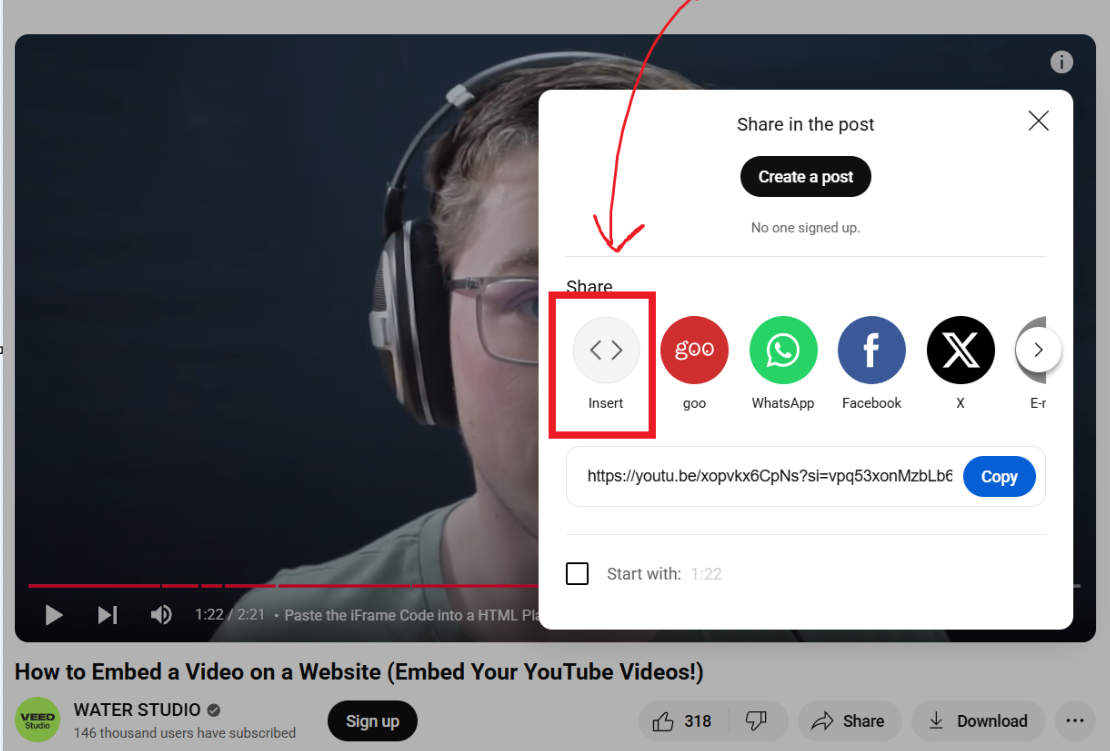 Share in the post
Create a post
No one signed up.
Share
goo
Insert
goo
WhatsApp
Facebook
X
https://youtu.be/xopvkx6CpNs?si=vpq53xonMzbLb6
Copy
Start with: 1:22
1:22 / 2:21 • Paste the iFrame Code into a HTML
How to Embed a Video on a Website (Embed Your YouTube Videos!)
VEED
Studio
WATER STUDIO
146 thousand users have subscribed
Sign up
318
Share
Download